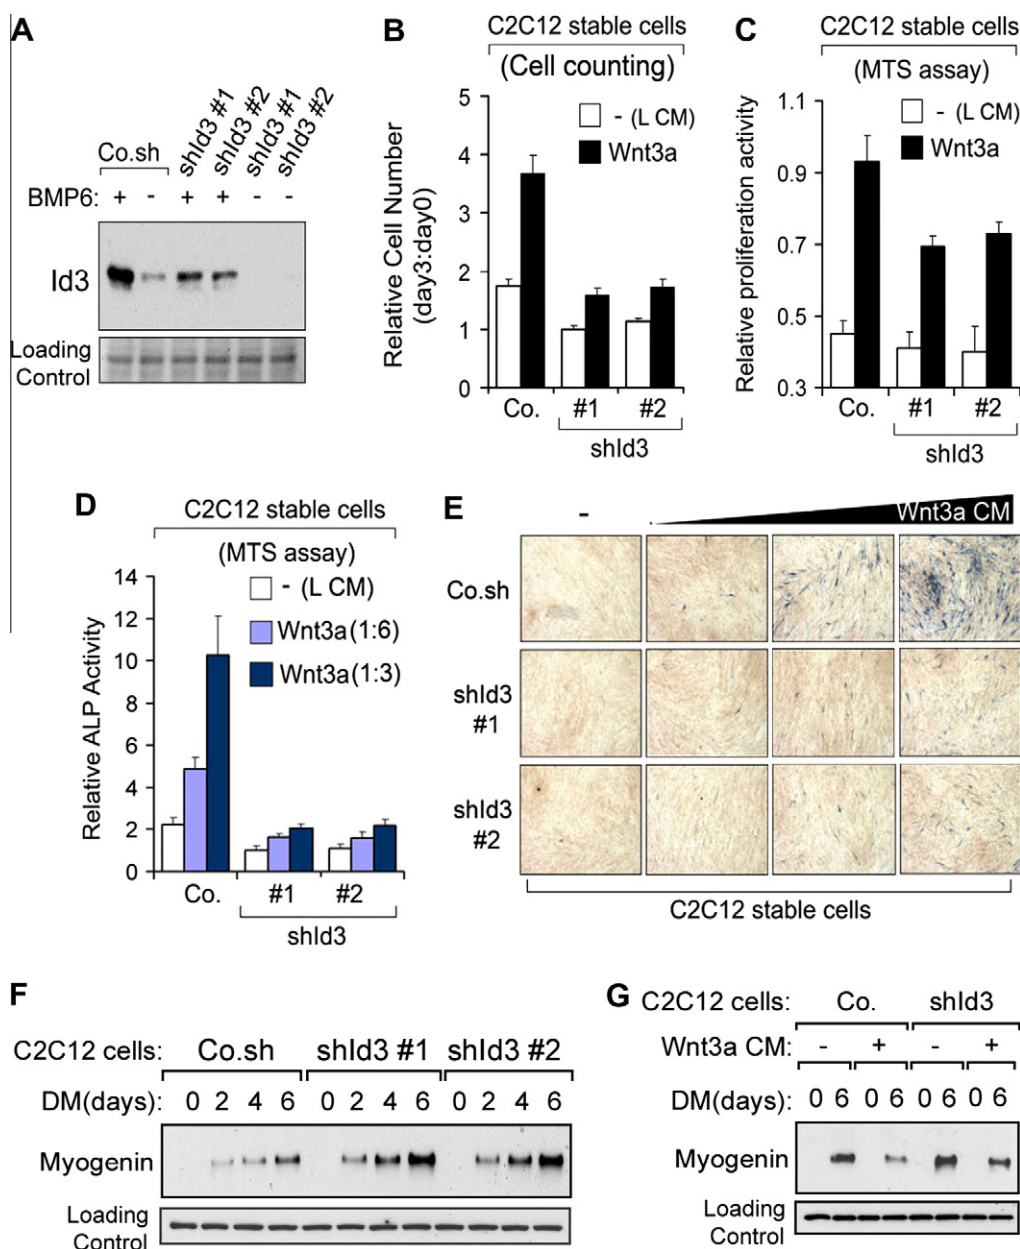 A
Co.sh shId3 #1 shId3 #2 shId3 #1 shId3 #2
BMP6: + - + + - -
Id3
Loading
Control
B
C2C12 stable cells
(Cell counting)
- (L CM)
Wnt3a
Relative Cell Number
(day3:day0)
5
4
3
2
1
0
Co. #1 #2
shId3
C
C2C12 stable cells
(MTS assay)
- (L CM)
Wnt3a
Relative proliferation activity
1.1
0.9
0.7
0.5
0.3
Co. #1 #2
shId3
D
C2C12 stable cells
(MTS assay)
- (L CM)
Wnt3a(1:6)
Wnt3a(1:3)
Relative ALP Activity
14
12
10
8
6
4
2
0
Co. #1 #2
shId3
E
- Wnt3a CM
Co.sh
shId3
#1
shId3
#2
C2C12 stable cells
F
C2C12 cells: Co.sh shId3 #1 shId3 #2
DM(days): 0 2 4 6 0 2 4 6 0 2 4 6
Myogenin
Loading
Control
G
C2C12 cells: Co. shId3
Wnt3a CM: - + - +
DM(days): 0 6 0 6 0 6 0 6
Myogenin
Loading
Control